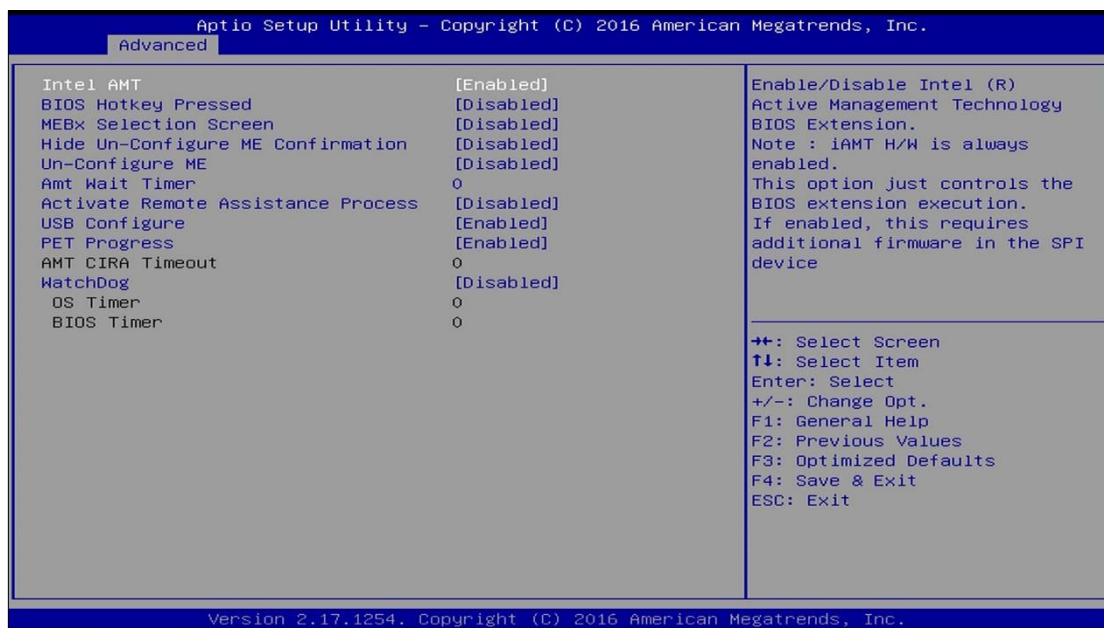 Aptio Setup Utility – Copyright (C) 2016 American Megatrends, Inc.
Advanced
Intel AMT [Enabled]
BIOS Hotkey Pressed [Disabled]
MEBx Selection Screen [Disabled]
Hide Un-Configure ME Confirmation [Disabled]
Un-Configure ME [Disabled]
Amt Wait Timer 0
Activate Remote Assistance Process [Disabled]
USB Configure [Enabled]
PET Progress [Enabled]
AMT CIRA Timeout 0
WatchDog [Disabled]
OS Timer 0
BIOS Timer 0
Enable/Disable Intel (R)
Active Management Technology
BIOS Extension.
Note : iAMT H/W is always
enabled.
This option just controls the
BIOS extension execution.
If enabled, this requires
additional firmware in the SPI
device
→←: Select Screen
↑↓: Select Item
Enter: Select
+/-: Change Opt.
F1: General Help
F2: Previous Values
F3: Optimized Defaults
F4: Save & Exit
ESC: Exit
Version 2.17.1254. Copyright (C) 2016 American Megatrends, Inc.